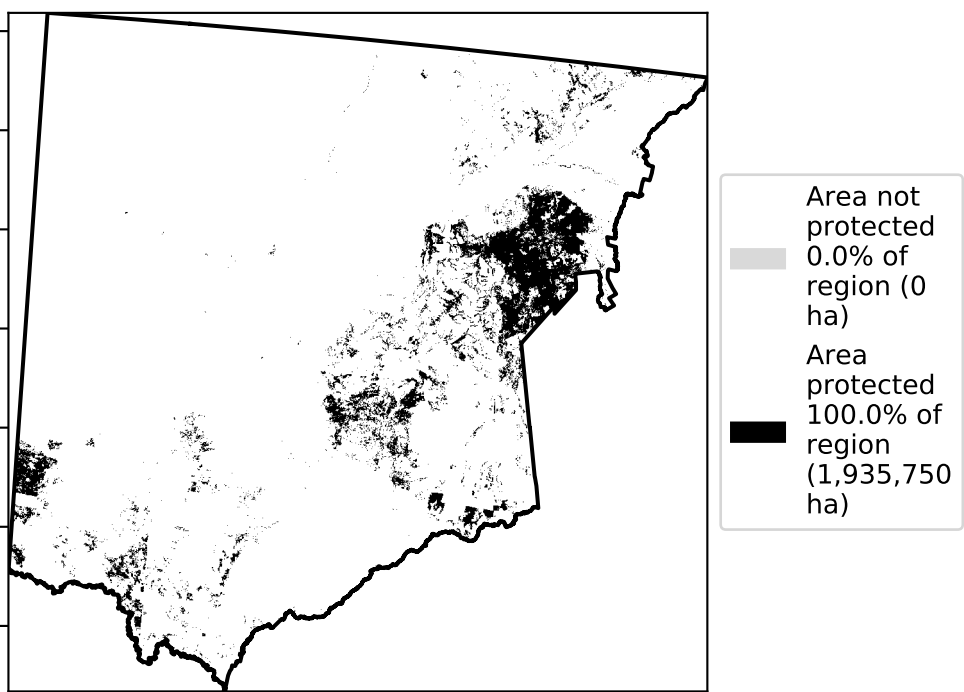 Area not
protected
0.0% of
region (0
ha)
Area
protected
100.0% of
region
(1,935,750
ha)